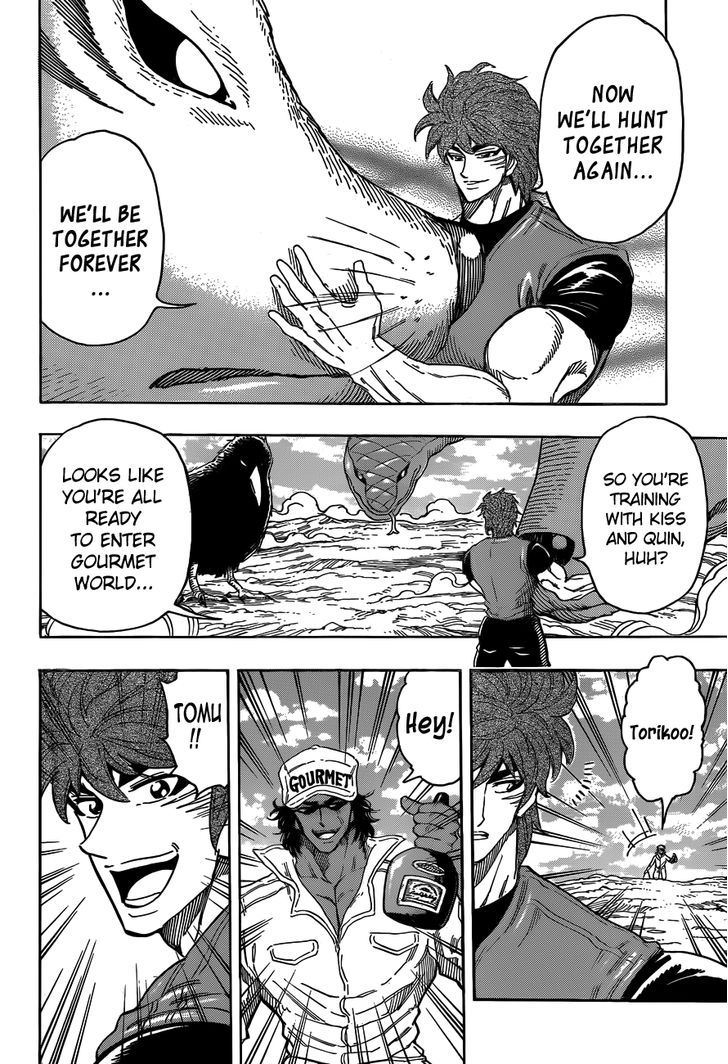 NOW
WE'LL HUNT
TOGETHER
AGAIN...
WE'LL BE
TOGETHER
FOREVER
...
SO YOU'RE
TRAINING
WITH KISS
AND QUIN,
HUH?
LOOKS LIKE
YOU'RE ALL
READY
TO ENTER
GOURMET
WORLD...
Torikoo!
Hey!
GOURMET
TOMU
!!